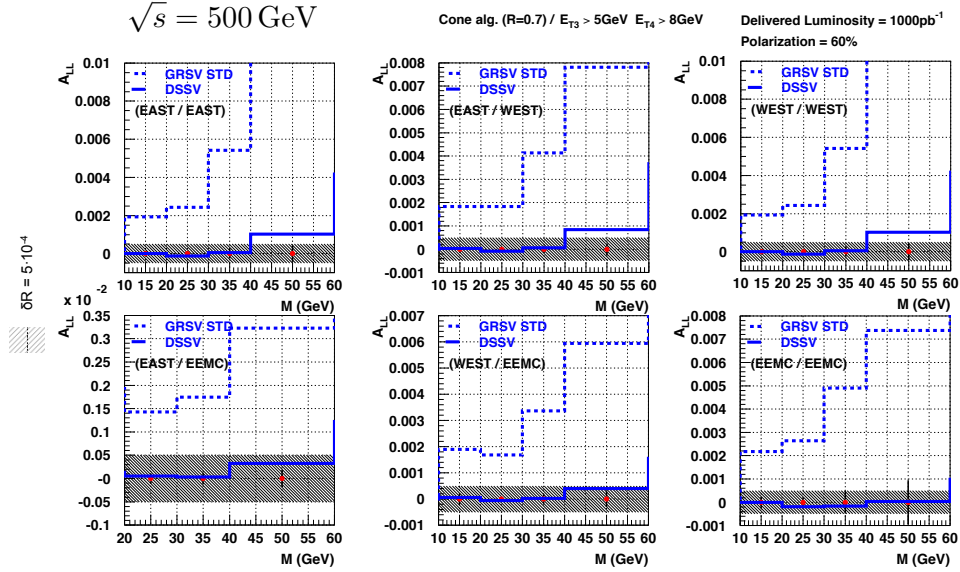 √s = 500 GeV
Cone alg. (R=0.7) / E_T3 > 5GeV E_T4 > 8GeV
Delivered Luminosity = 1000pb⁻¹
Polarization = 60%
δR = 5·10⁻⁴
A_LL
0.01
0.008
0.006
0.004
0.002
0
GRSV STD
DSSV
(EAST / EAST)
10 15 20 25 30 35 40 45 50 55 60
M (GeV)
A_LL
0.008
0.007
0.006
0.005
0.004
0.003
0.002
0.001
0
-0.001
GRSV STD
DSSV
(EAST / WEST)
10 15 20 25 30 35 40 45 50 55 60
M (GeV)
A_LL
0.01
0.008
0.006
0.004
0.002
0
GRSV STD
DSSV
(WEST / WEST)
10 15 20 25 30 35 40 45 50 55 60
M (GeV)
x 10⁻²
A_LL
0.35
0.3
0.25
0.2
0.15
0.1
0.05
-0
-0.05
-0.1
GRSV STD
DSSV
(EAST / EEMC)
20 25 30 35 40 45 50 55 60
M (GeV)
A_LL
0.007
0.006
0.005
0.004
0.003
0.002
0.001
0
-0.001
GRSV STD
DSSV
(WEST / EEMC)
10 15 20 25 30 35 40 45 50 55 60
M (GeV)
A_LL
0.008
0.007
0.006
0.005
0.004
0.003
0.002
0.001
0
-0.001
GRSV STD
DSSV
(EEMC / EEMC)
10 15 20 25 30 35 40 45 50 55 60
M (GeV)